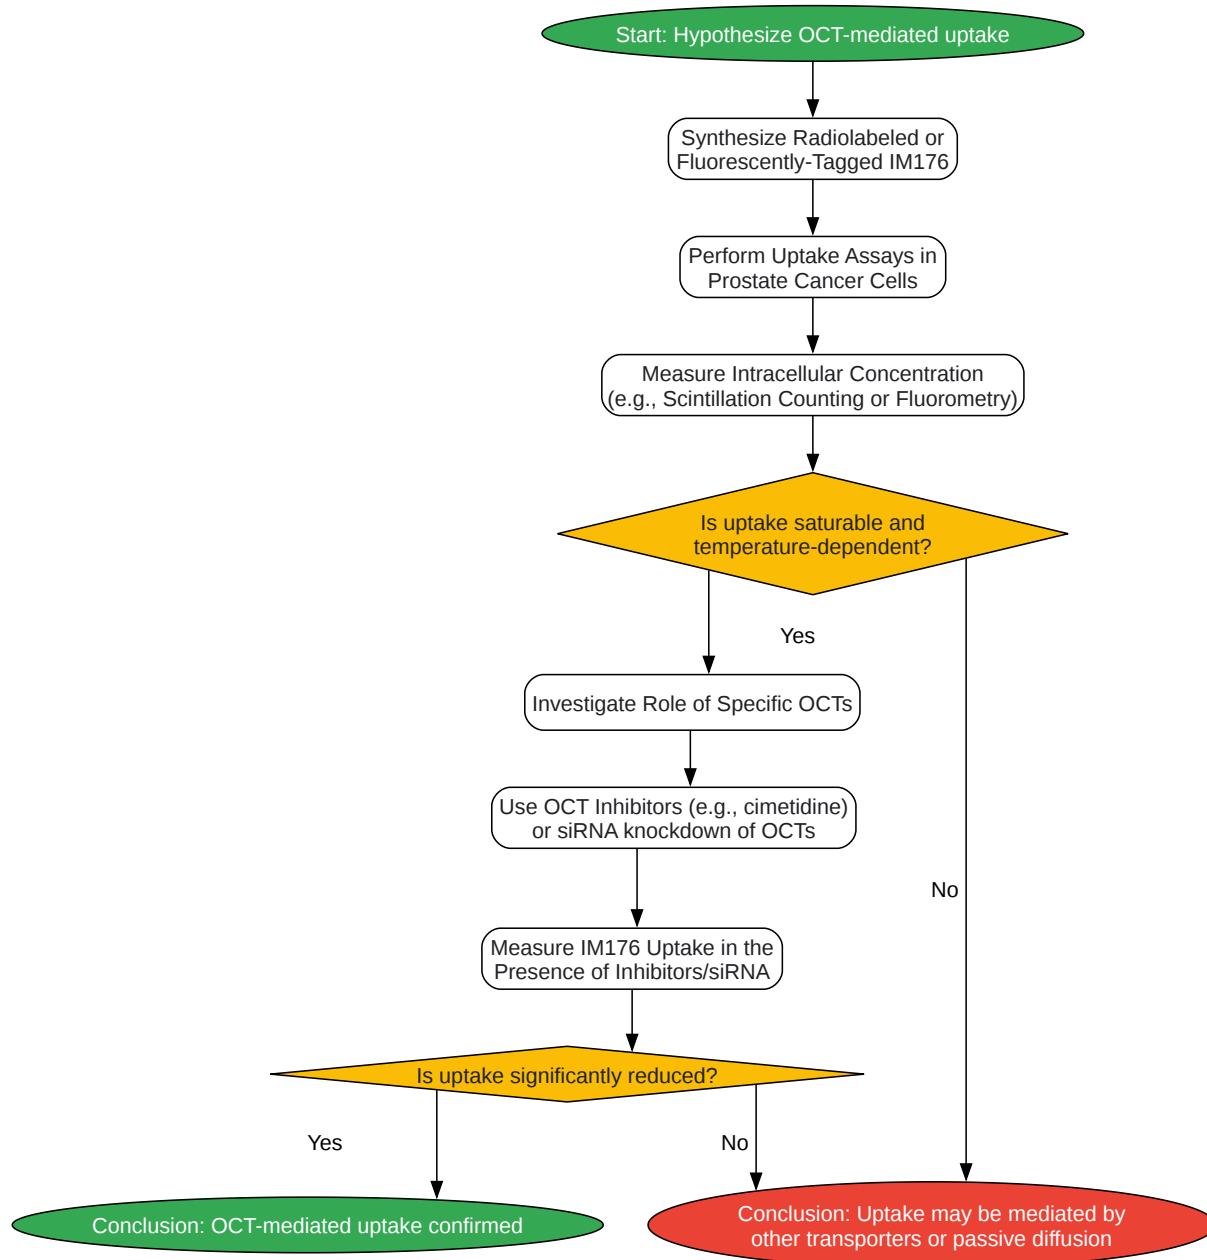 Start: Hypothesize OCT-mediated uptake
Synthesize Radiolabeled or
Fluorescently-Tagged IM176
Perform Uptake Assays in
Prostate Cancer Cells
Measure Intracellular Concentration
(e.g., Scintillation Counting or Fluorometry)
Is uptake saturable and
temperature-dependent?
Yes
Investigate Role of Specific OCTs
Use OCT Inhibitors (e.g., cimetidine)
or siRNA knockdown of OCTs
No
Measure IM176 Uptake in the
Presence of Inhibitors/siRNA
Is uptake significantly reduced?
Yes
No
Conclusion: OCT-mediated uptake confirmed
Conclusion: Uptake may be mediated by
other transporters or passive diffusion